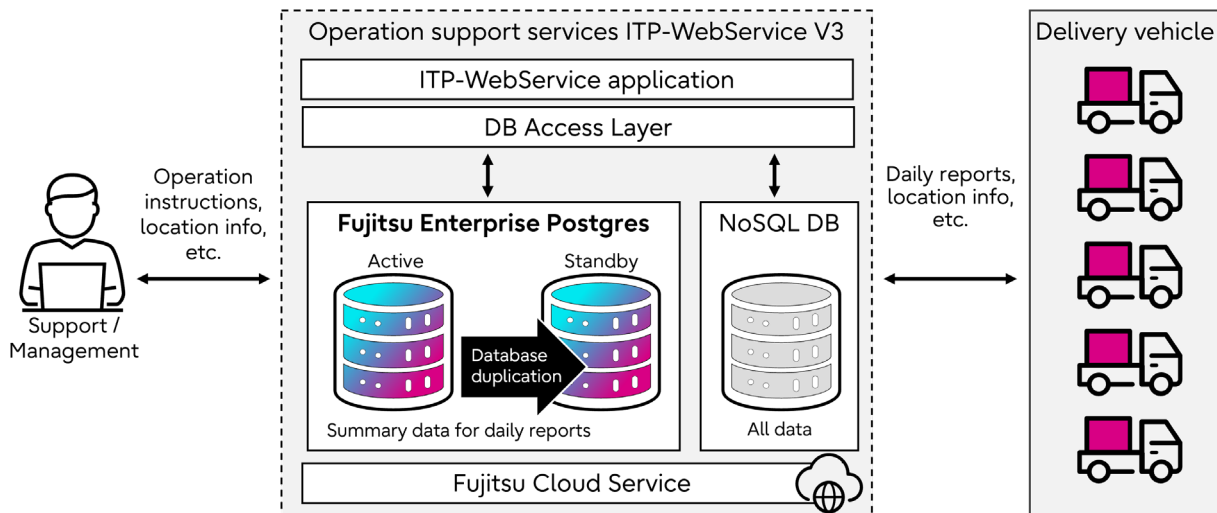 Operation support services ITP-WebService V3
Delivery vehicle
ITP-WebService application
DB Access Layer
Operation
instructions,
location info,
etc.
Support /
Management
Fujitsu Enterprise Postgres
Active
Standby
Database
duplication
Summary data for daily reports
NoSQL DB
All data
Daily reports,
location info,
etc.
Fujitsu Cloud Service